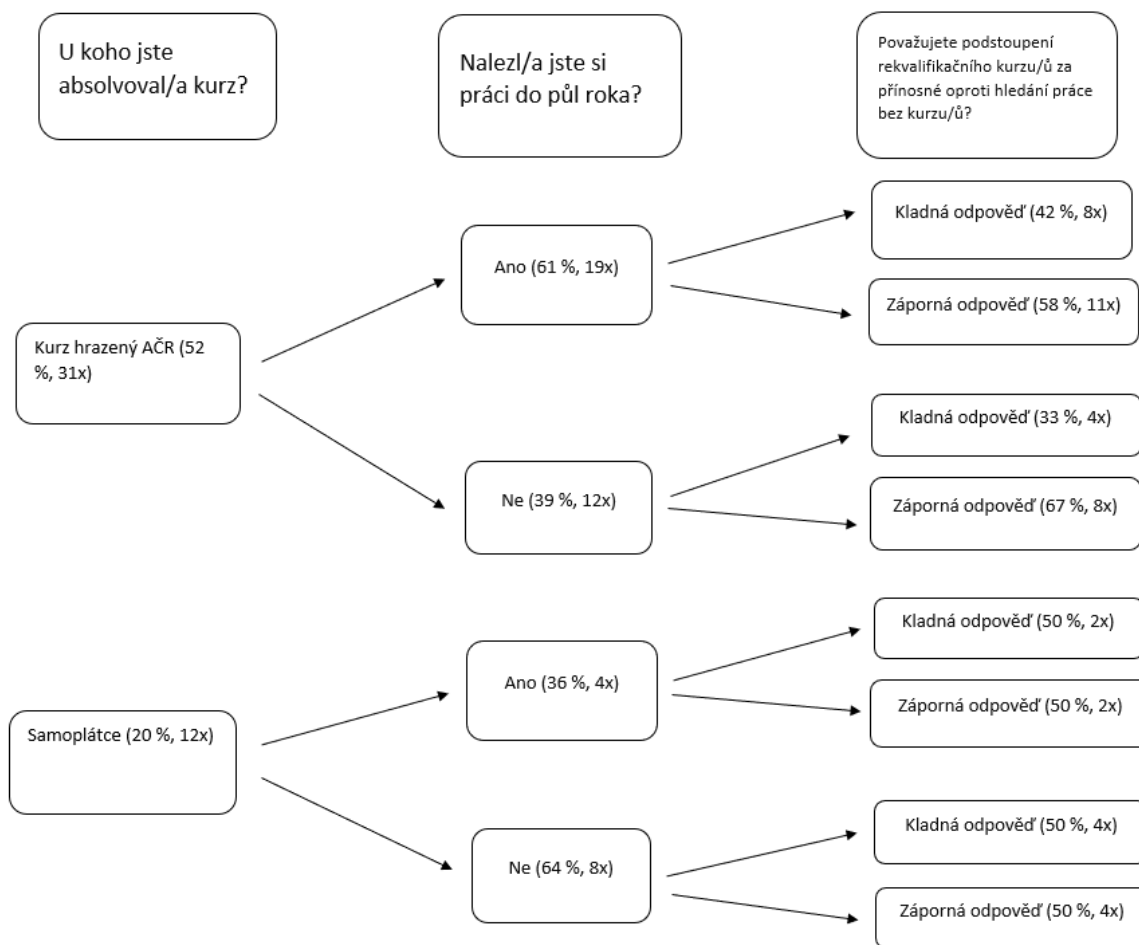 U koho jste
absolvoval/a kurz?
Nalezl/a jste si
práci do půl roka?
Považujete podstoupení
rekvalifikačního kurzu/ů za
přínosné oproti hledání práce
bez kurzu/ů?
Kurz hrazený AČR (52
%, 31x)
Ano (61 %, 19x)
Kladná odpověď (42 %, 8x)
Záporná odpověď (58 %, 11x)
Ne (39 %, 12x)
Kladná odpověď (33 %, 4x)
Záporná odpověď (67 %, 8x)
Samoplátce (20 %, 12x)
Ano (36 %, 4x)
Kladná odpověď (50 %, 2x)
Záporná odpověď (50 %, 2x)
Ne (64 %, 8x)
Kladná odpověď (50 %, 4x)
Záporná odpověď (50 %, 4x)